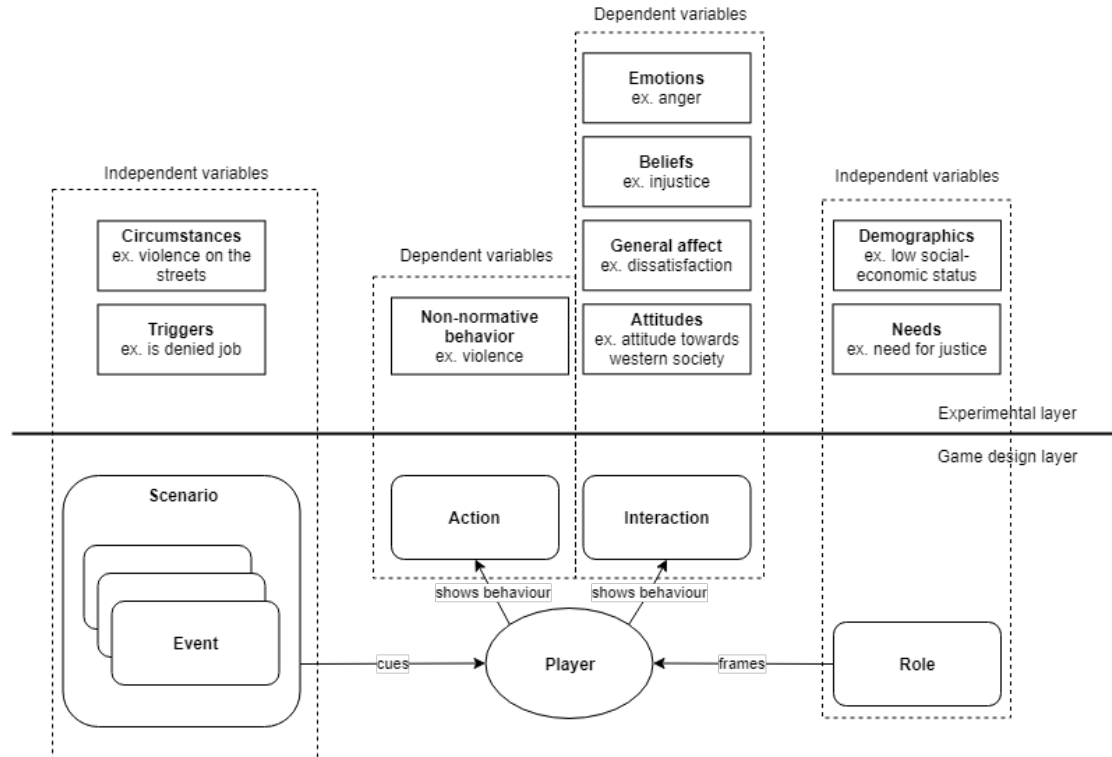 Dependent variables
Emotions
ex. anger
Beliefs
ex. injustice
General affect
ex. dissatisfaction
Attitudes
ex. attitude towards
western society
Independent variables
Circumstances
ex. violence on the
streets
Triggers
ex. is denied job
Dependent variables
Non-normative
behavior
ex. violence
Independent variables
Demographics
ex. low social-
economic status
Needs
ex. need for justice
Experimental layer
Game design layer
Scenario
Event
Action
Interaction
shows behaviour
shows behaviour
cues
Player
frames
Role